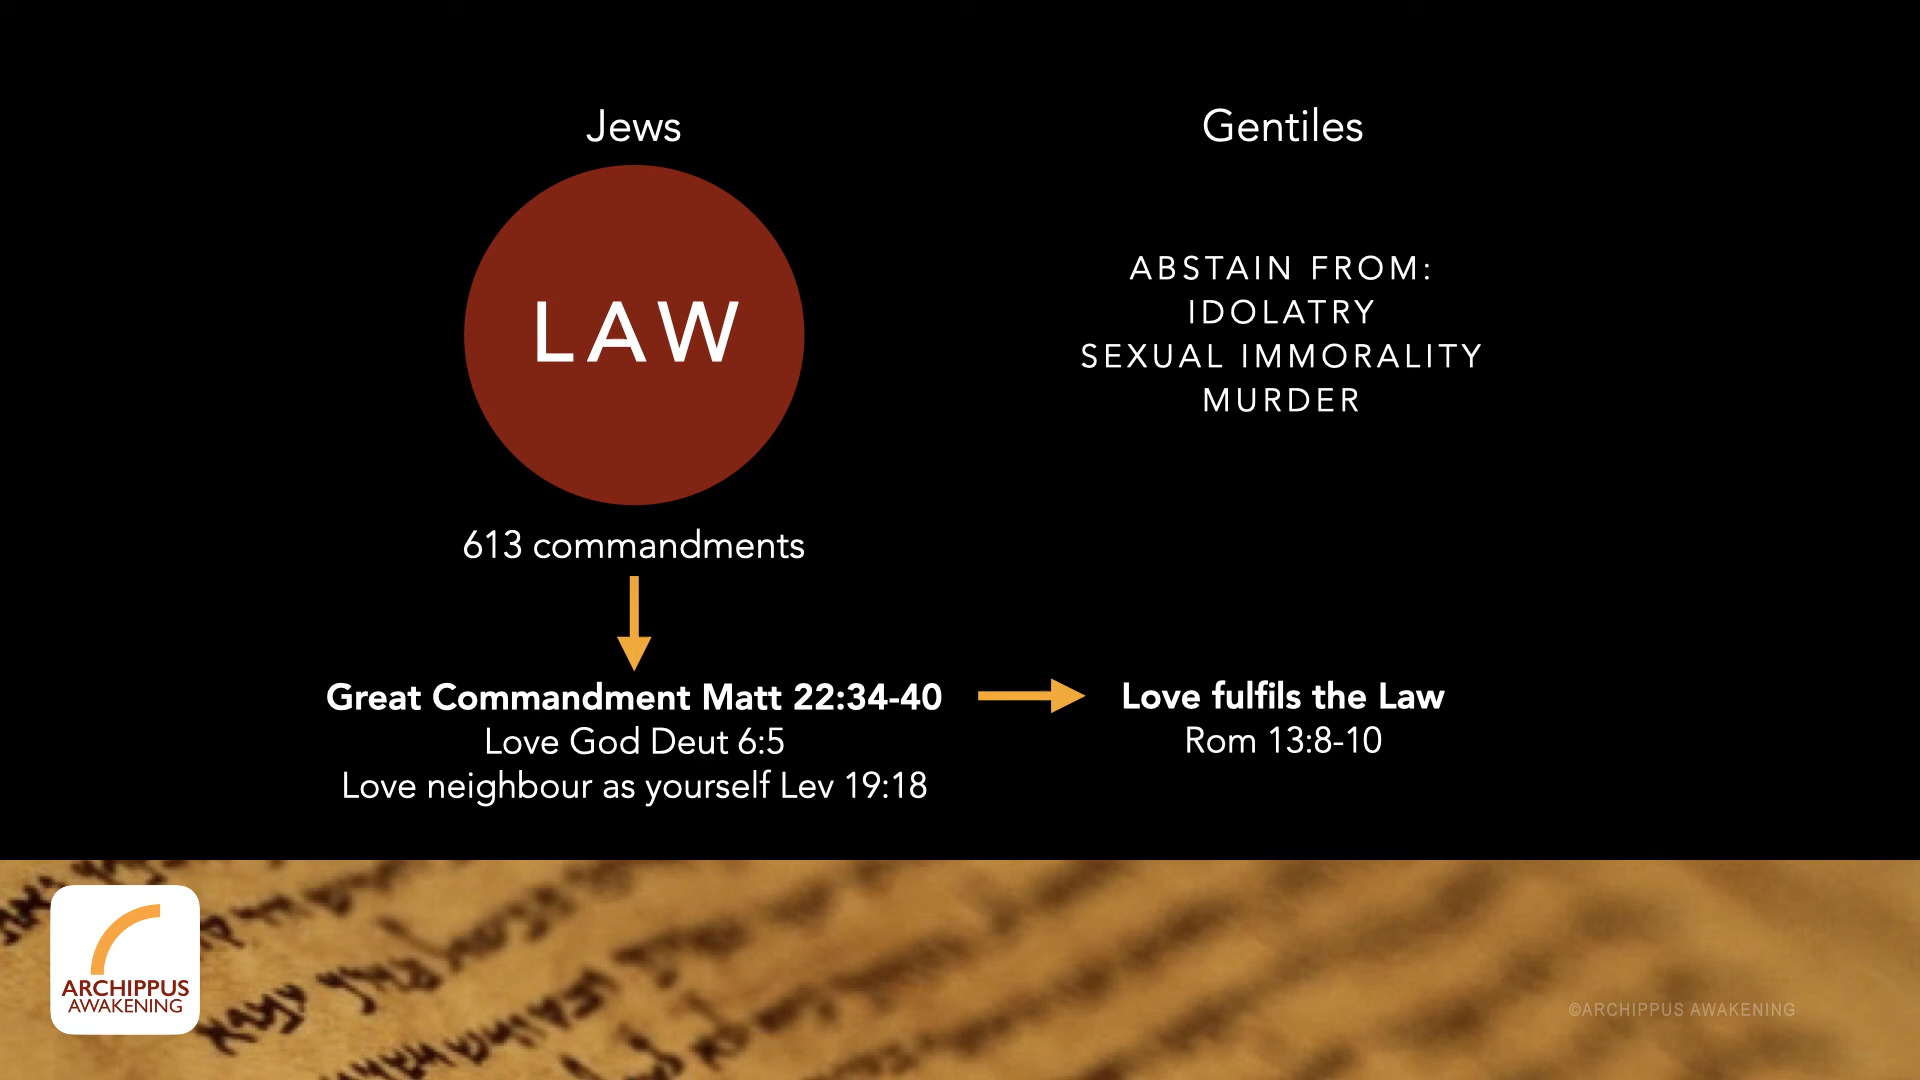 Jews
LAW
613 commandments
Great Commandment Matt 22:34-40
Love God Deut 6:5
Love neighbour as yourself Lev 19:18
Gentiles
ABSTAIN FROM:
IDOLATRY
SEXUAL IMMORALITY
MURDER
Love fulfils the Law
Rom 13:8-10
ARCHIPPUS
AWAKENING
©ARCHIPPUS AWAKENING